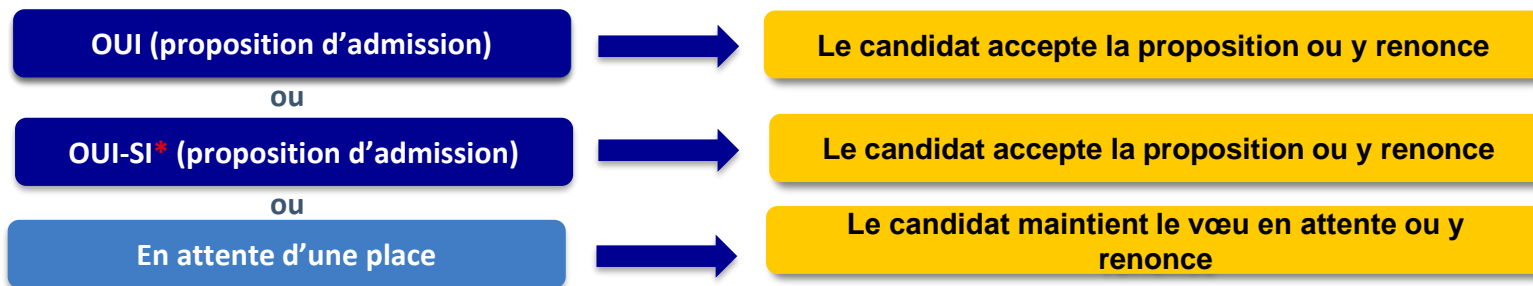 OUI (proposition d’admission)
Le candidat accepte la proposition ou y renonce
ou
OUI-SI* (proposition d’admission)
Le candidat accepte la proposition ou y renonce
ou
En attente d’une place
Le candidat maintient le vœu en attente ou y
renonce